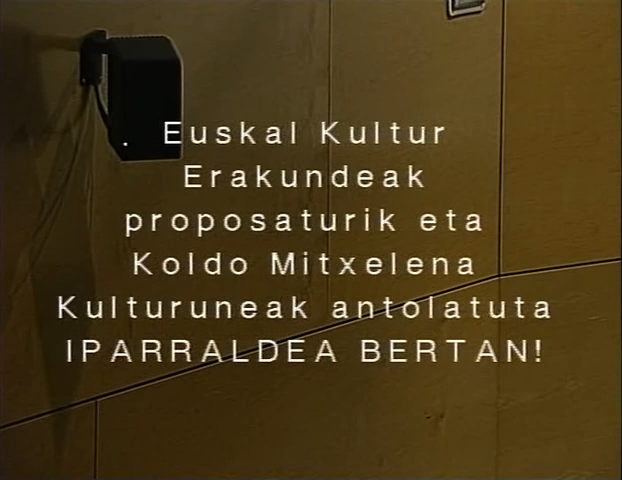 Euskal Kultur
Erakundeak
proposaturik eta
Koldo Mitxelena
Kulturuneak antolatuta
IPARRALDEA BERTAN!